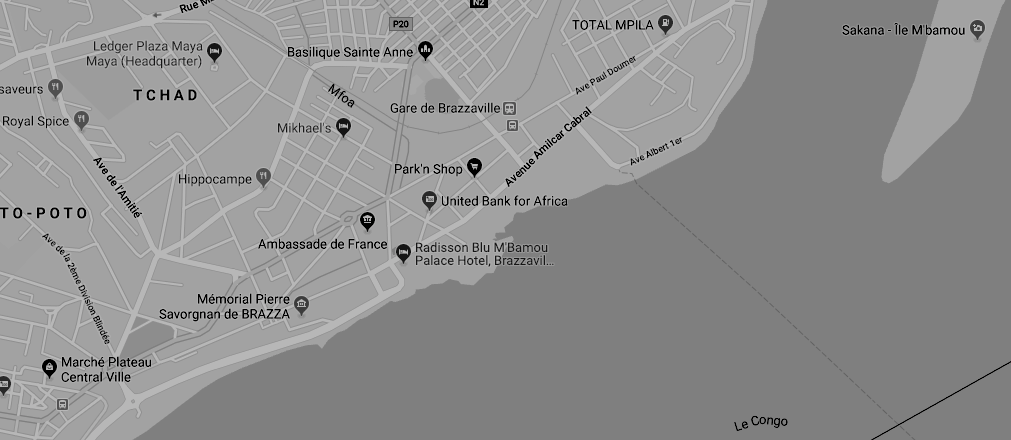 Rue M
N2
P20
TOTAL MPILA
Sakana - Île M'bamou
Ledger Plaza Maya
Maya (Headquarter)
Basilique Sainte Anne
saveurs
TCHAD
Mfoa
Ave Paul Doumer
Gare de Brazzaville
Royal Spice
Mikhael's
Avenue Amilcar Cabral
Ave Albert 1er
Park'n Shop
Ave de l'Amitié
Hippocampe
United Bank for Africa
TO-POTO
Ambassade de France
Radisson Blu M'Bamou
Palace Hotel, Brazzavil...
Ave de la 2ème Division Blindée
Mémorial Pierre
Savorgnan de BRAZZA
Marché Plateau
Central Ville
Le Congo